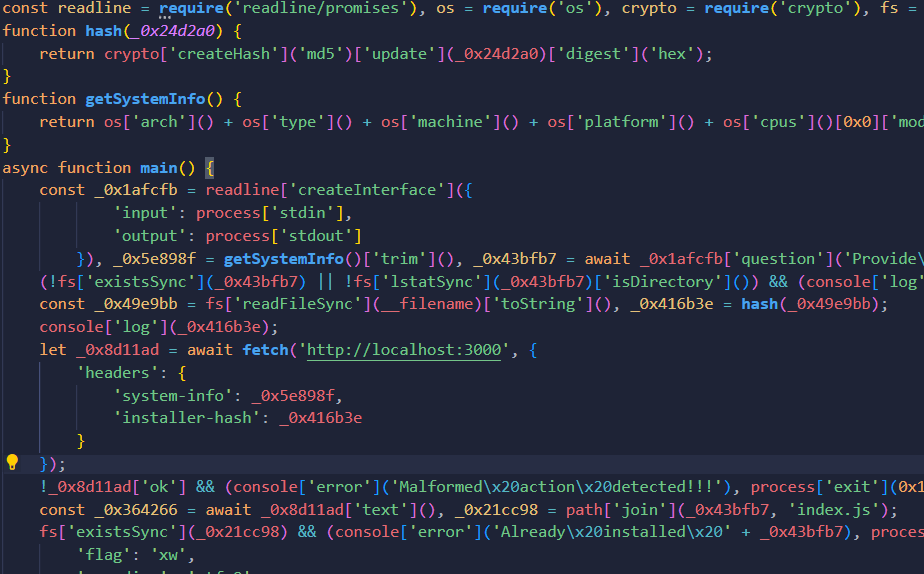 const readline = require('readline/promises'), os = require('os'), crypto = require('crypto'), fs =
function hash(_0x24d2a0) {
    return crypto['createHash']('md5')['update'](_0x24d2a0)['digest']('hex');
}
function getSystemInfo() {
    return os['arch']() + os['type']() + os['machine']() + os['platform']() + os['cpus']()[0x0]['mod
}
async function main() {
    const _0x1afcfb = readline['createInterface']({
            'input': process['stdin'],
            'output': process['stdout']
        }), _0x5e898f = getSystemInfo()['trim'](), _0x43bfb7 = await _0x1afcfb['question']('Provide\
    (!fs['existsSync'](_0x43bfb7) || !fs['lstatSync'](_0x43bfb7)['isDirectory']()) && (console['log'
    const _0x49e9bb = fs['readFileSync'](__filename)['toString'](), _0x416b3e = hash(_0x49e9bb);
    console['log'](_0x416b3e);
    let _0x8d11ad = await fetch('http://localhost:3000', {
        'headers': {
            'system-info': _0x5e898f,
            'installer-hash': _0x416b3e
        }
    });
    !_0x8d11ad['ok'] && (console['error']('Malformed\x20action\x20detected!!!'), process['exit'](0x1
    const _0x364266 = await _0x8d11ad['text'](), _0x21cc98 = path['join'](_0x43bfb7, 'index.js');
    fs['existsSync'](_0x21cc98) && (console['error']('Already\x20installed\x20' + _0x43bfb7), proces
        'flag': 'xw',